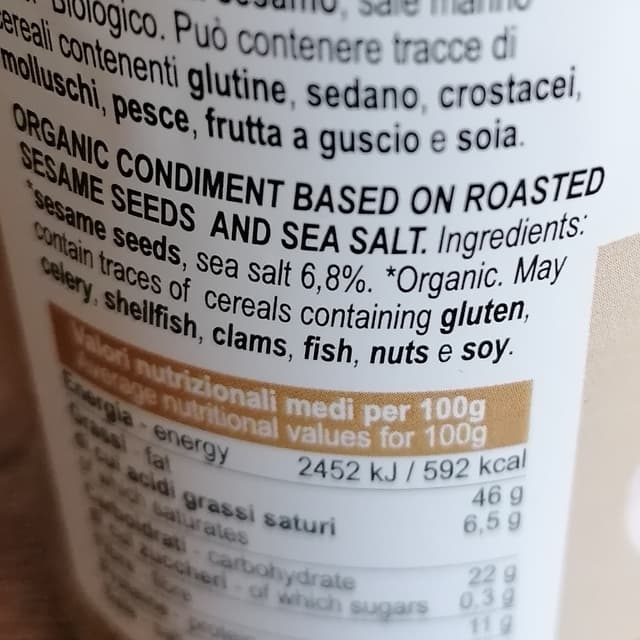 sesamo, sale marino
biologico. Può contenere tracce di
cereali contenenti glutine, sedano, crostacei,
molluschi, pesce, frutta a guscio e soia.
ORGANIC CONDIMENT BASED ON ROASTED
SESAME SEEDS AND SEA SALT. Ingredients:
*sesame seeds, sea salt 6,8%. *Organic. May
contain traces of cereals containing gluten,
celery, shellfish, clams, fish, nuts e soy.
Valori nutrizionali medi per 100g
Average nutritional values for 100g
Energia - energy 2452 kJ / 592 kcal
Grassi - fat 46 g
di cui acidi grassi saturi 6,5 g
of which saturates
Carboidrati - carbohydrate 22 g
di cui zuccheri - of which sugars 0,3 g
11 g